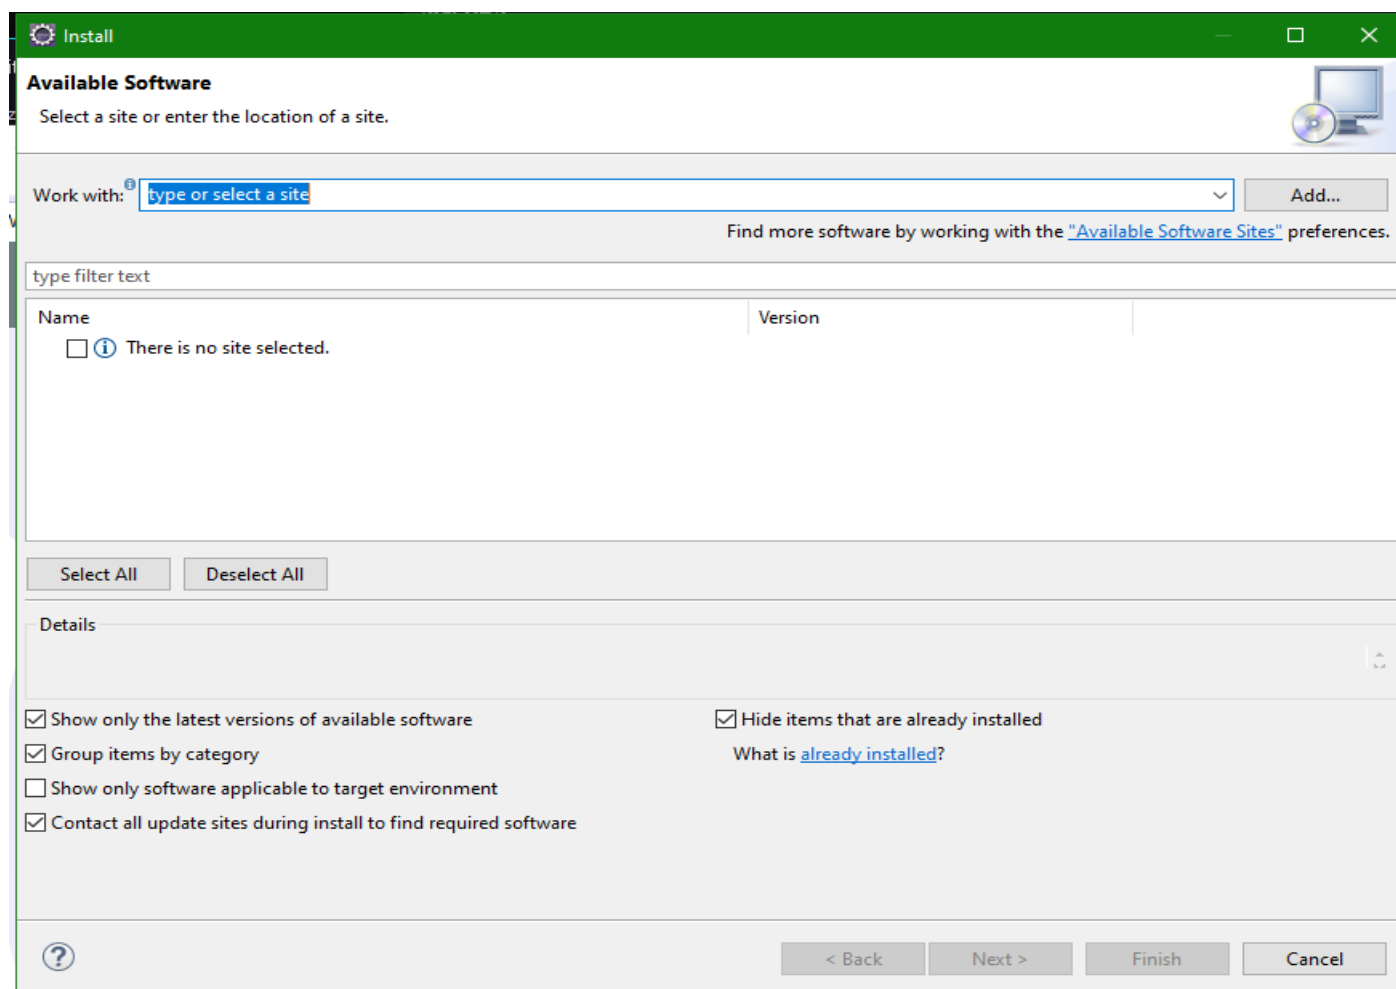 Install
Available Software
Select a site or enter the location of a site.
Work with: type or select a site Add...
Find more software by working with the "Available Software Sites" preferences.
type filter text
Name Version
There is no site selected.
Select All Deselect All
Details
Show only the latest versions of available software Hide items that are already installed
Group items by category What is already installed?
Show only software applicable to target environment
Contact all update sites during install to find required software
< Back Next > Finish Cancel